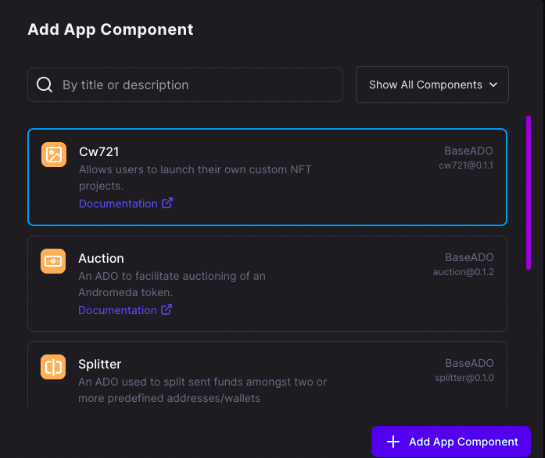 Add App Component
By title or description
Show All Components
Cw721
BaseADO
Allows users to launch their own custom NFT
cw721@0.1.1
projects.
Documentation
Auction
BaseADO
An ADO to facilitate auctioning of an
auction@0.1.2
Andromeda token.
Documentation
Splitter
BaseADO
An ADO used to split sent funds amongst two or
splitter@0.1.0
more predefined addresses/wallets
Add App Component